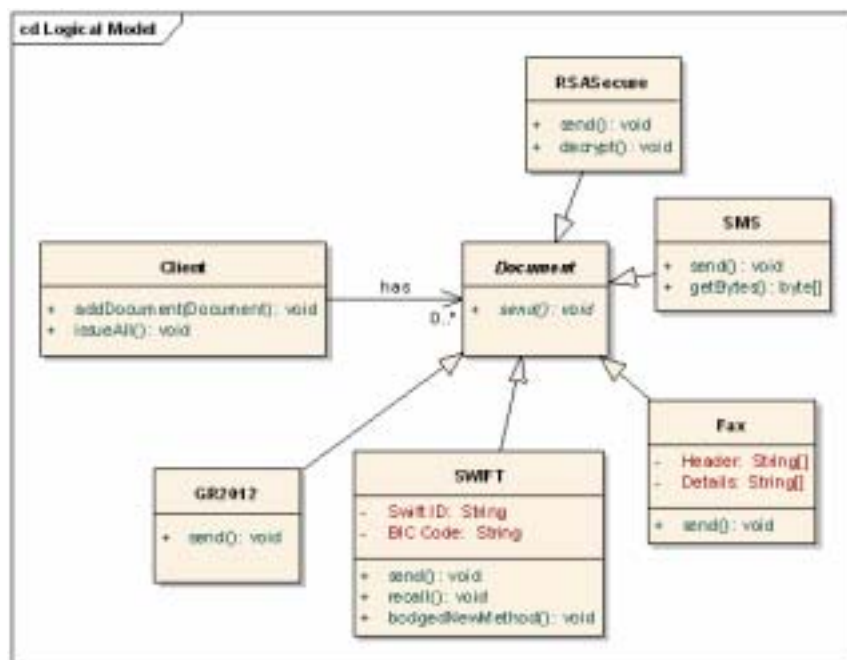 cd Logical Model
RSASecure
+ send() : void
+ decrypt() : void
SMS
+ send() : void
+ getBytes() : byte[]
Client
+ addDocument(Document) : void
+ issueAll() : void
has
0..*
Document
+ send() : void
Fax
- Header: String[]
- Details: String[]
+ send() : void
GR2012
+ send() : void
SWIFT
- Swift ID: String
- BIC Code: String
+ send() : void
+ recall() : void
+ bodgedNewMethod() : void